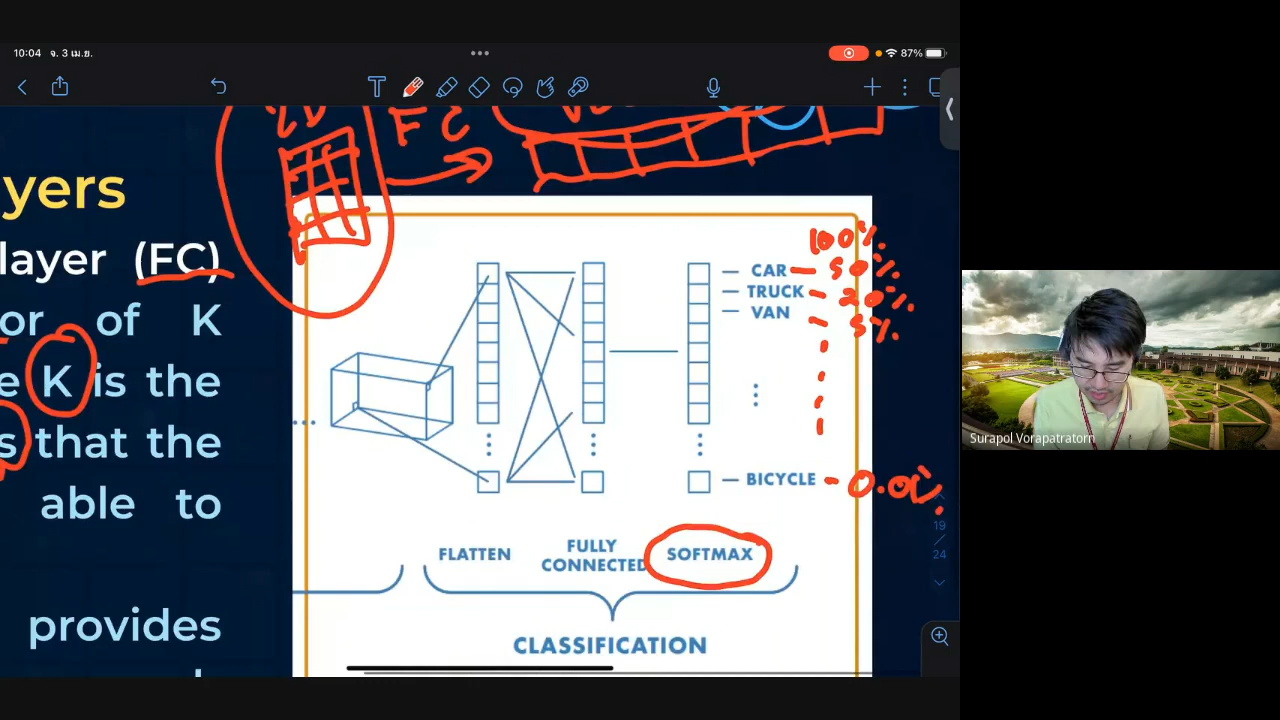 10:04 จ. 3 เม.ย.
87%
FC
yers
layer (FC)
or of K
e K is the
s that the
able to
provides
100%
CAR 50%
TRUCK 20%
VAN 5%
BICYCLE
FLATTEN
FULLY
CONNECTED
SOFTMAX
CLASSIFICATION
19
24
Surapol Vorapatratorn